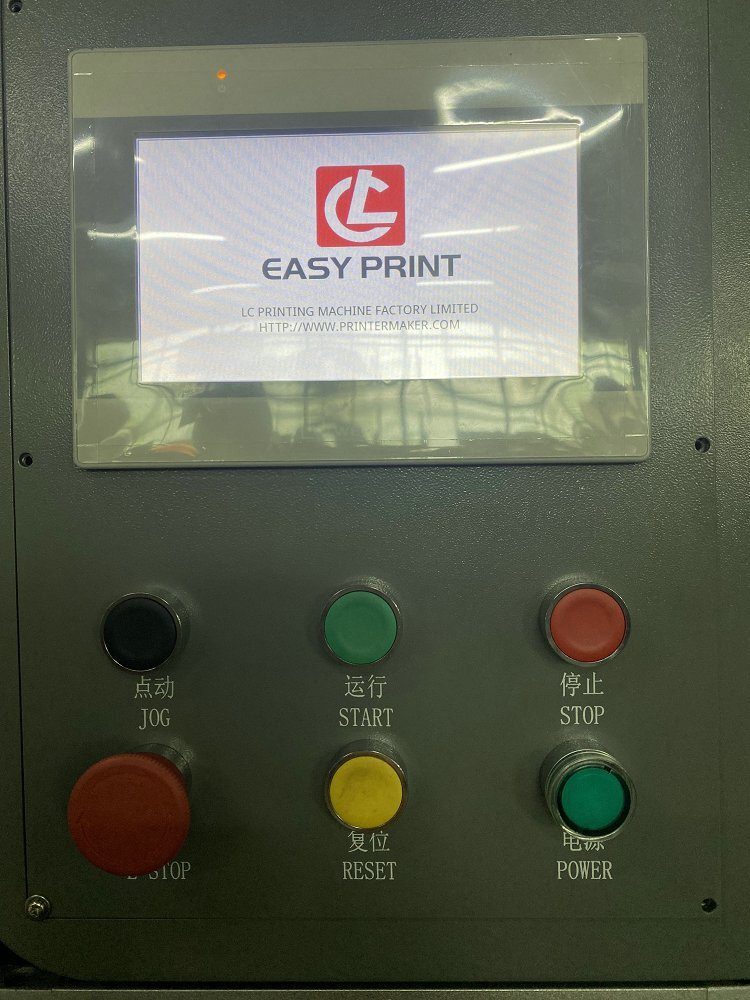 LC
EASY PRINT
LC PRINTING MACHINE FACTORY LIMITED
HTTP://WWW.PRINTERMAKER.COM
点动
JOG
运行
START
停止
STOP
STOP
复位
RESET
电源
POWER